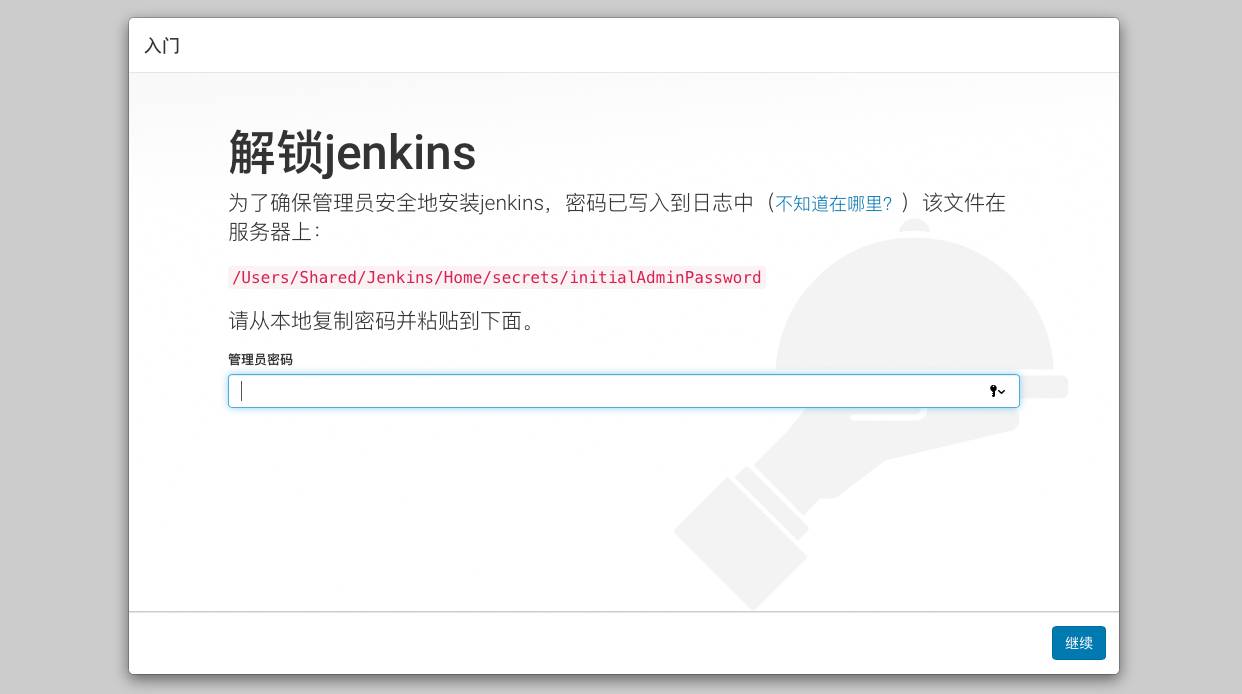 入门
解锁jenkins
为了确保管理员安全地安装jenkins，密码已写入到日志中（不知道在哪里？）该文件在
服务器上：
/Users/Shared/Jenkins/Home/secrets/initialAdminPassword
请从本地复制密码并粘贴到下面。
管理员密码
继续